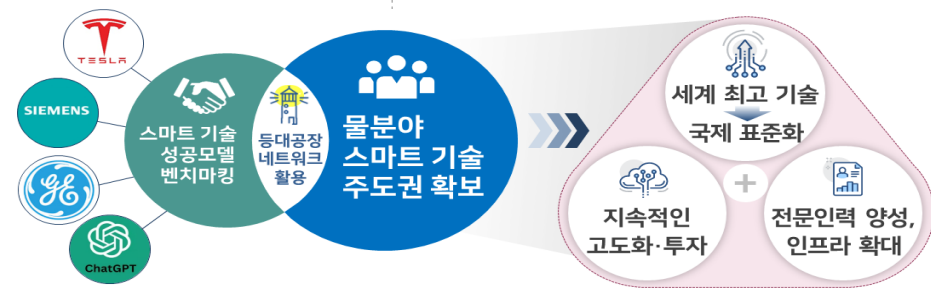 TESLA
SIEMENS
GE
ChatGPT
스마트 기술
성공모델
벤치마킹
등대공장
네트워크
활용
물분야
스마트 기술
주도권 확보
세계 최고 기술
국제 표준화
지속적인
고도화·투자
+
전문인력 양성,
인프라 확대